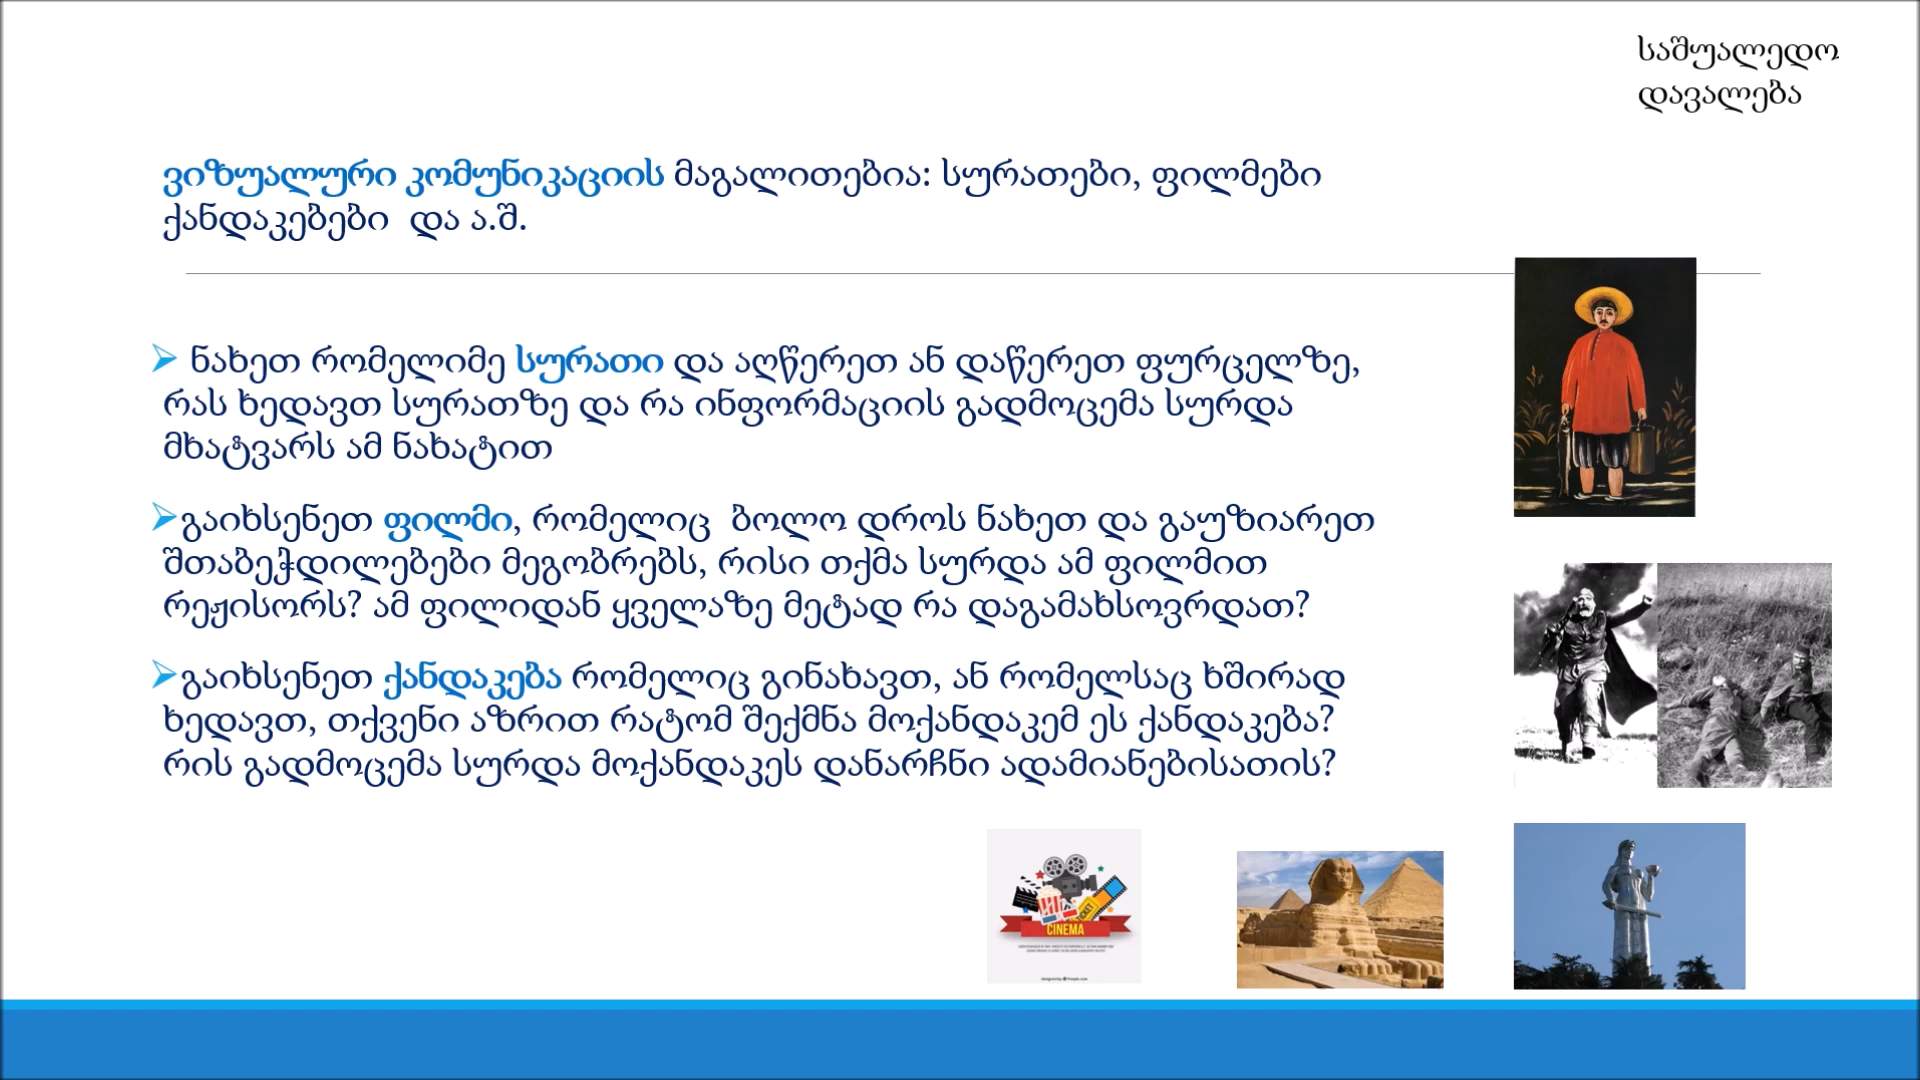 საშუალედო
დავალება
ვიზუალური კომუნიკაციის მაგალითებია: სურათები, ფილმები
ქანდაკებები და ა.შ.
ნახეთ რომელიმე სურათი და აღწერეთ ან დაწერეთ ფურცელზე,
რას ხედავთ სურათზე და რა ინფორმაციის გადმოცემა სურდა
მხატვარს ამ ნახატით
გაიხსენეთ ფილმი, რომელიც ბოლო დროს ნახეთ და გაუზიარეთ
შთაბეჭდილებები მეგობრებს, რისი თქმა სურდა ამ ფილმით
რეჟისორს? ამ ფილიდან ყველაზე მეტად რა დაგამახსოვრდათ?
გაიხსენეთ ქანდაკება რომელიც გინახავთ, ან რომელსაც ხშირად
ხედავთ, თქვენი აზრით რატომ შექმნა მოქანდაკემ ეს ქანდაკება?
რის გადმოცემა სურდა მოქანდაკეს დანარჩნი ადამიანებისათის?
TICKET
CINEMA